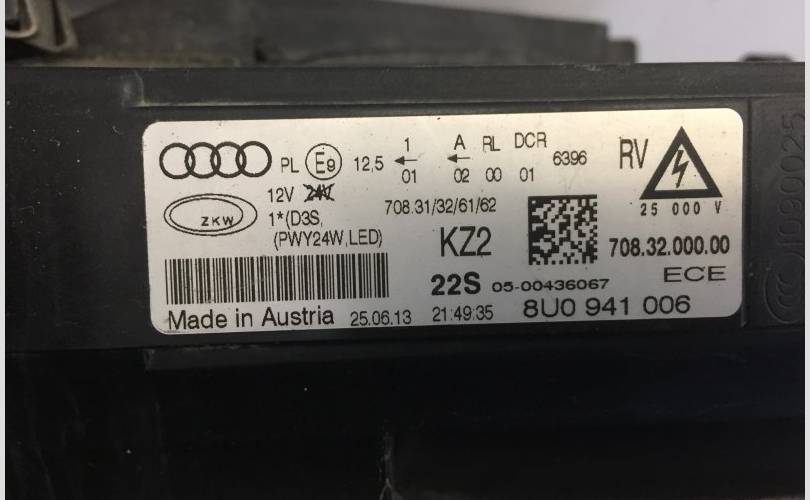 PL E9 12,5 1 A RL DCR 6396 RV
01 02 00 01
12V 24V
25 000 V
ZKW
1*(D3S,
(PWY24W,LED)
708.31/32/61/62
KZ2
708.32.000.00
ECE
22S 05-00436067
Made in Austria 25.06.13 21:49:35 8U0 941 006
1090025